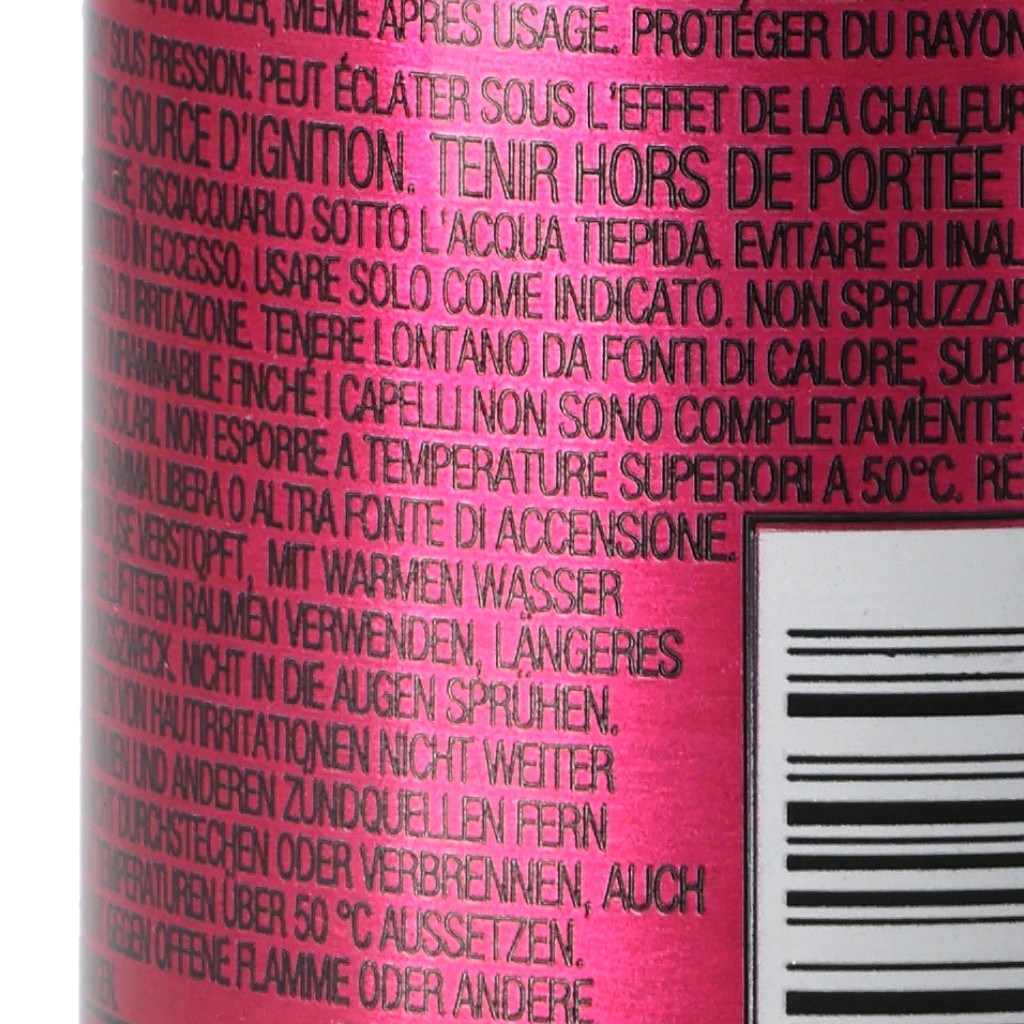 MÊME APRÈS USAGE. PROTÉGER DU RAYON
SOUS PRESSION: PEUT ÉCLATER SOUS L'EFFET DE LA CHALEUR
SOURCE D'IGNITION. TENIR HORS DE PORTÉE
RISCIACQUARLO SOTTO L'ACQUA TIEPIDA. EVITARE DI INAL
IN ECCESSO. USARE SOLO COME INDICATO. NON SPRUZZAR
DI IRRITAZIONE. TENERE LONTANO DA FONTI DI CALORE, SUPE
INFIAMMABILE FINCHÉ I CAPELLI NON SONO COMPLETAMENTE
SOLARI. NON ESPORRE A TEMPERATURE SUPERIORI A 50°C. RE
LIBERA O ALTRA FONTE DI ACCENSIONE.
VERSTOPFT, MIT WARMEN WASSER
RÄUMEN VERWENDEN, LÄNGERES
NICHT IN DIE AUGEN SPRÜHEN.
VON HAUTIRRITATIONEN NICHT WEITER
UND ANDEREN ZÜNDQUELLEN FERN
DURCHSTECHEN ODER VERBRENNEN, AUCH
TEMPERATUREN ÜBER 50 °C AUSSETZEN.
GEGEN OFFENE FLAMME ODER ANDERE